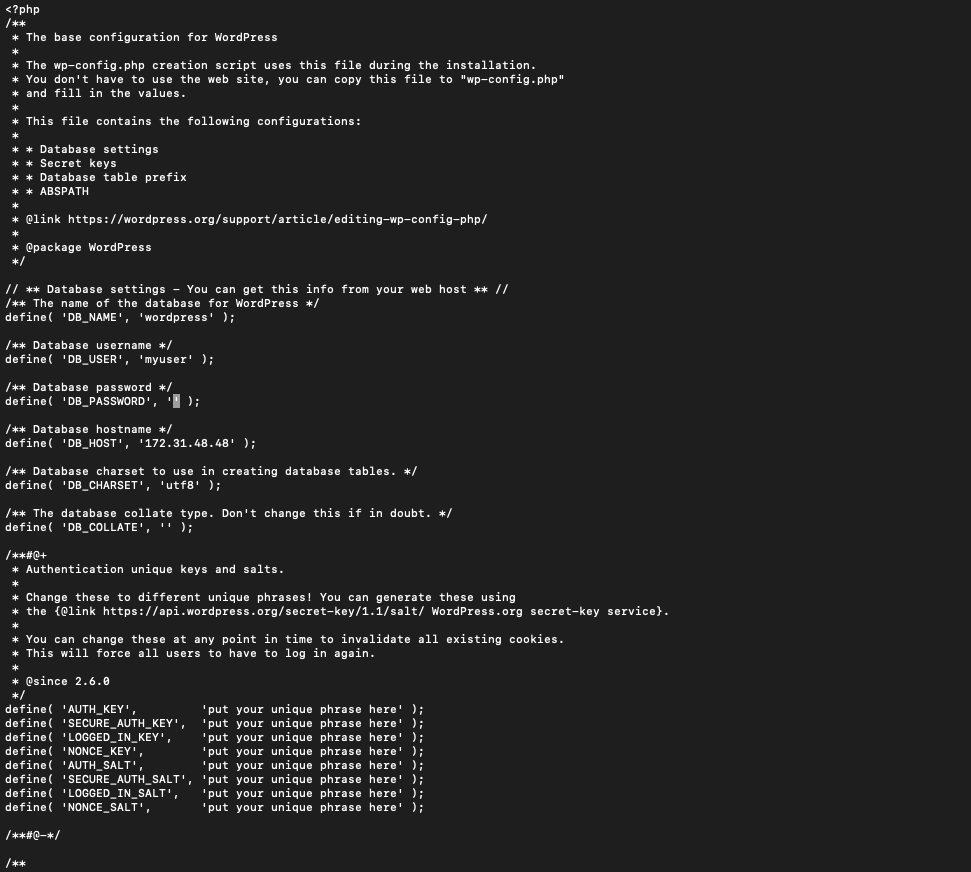 <?php
/**
 * The base configuration for WordPress
 *
 * The wp-config.php creation script uses this file during the installation.
 * You don't have to use the web site, you can copy this file to "wp-config.php"
 * and fill in the values.
 *
 * This file contains the following configurations:
 *
 * * Database settings
 * * Secret keys
 * * Database table prefix
 * * ABSPATH
 *
 * @link https://wordpress.org/support/article/editing-wp-config-php/
 *
 * @package WordPress
 */

// ** Database settings - You can get this info from your web host ** //
/** The name of the database for WordPress */
define( 'DB_NAME', 'wordpress' );

/** Database username */
define( 'DB_USER', 'myuser' );

/** Database password */
define( 'DB_PASSWORD', '' );

/** Database hostname */
define( 'DB_HOST', '172.31.48.48' );

/** Database charset to use in creating database tables. */
define( 'DB_CHARSET', 'utf8' );

/** The database collate type. Don't change this if in doubt. */
define( 'DB_COLLATE', '' );

/**#@+
 * Authentication unique keys and salts.
 *
 * Change these to different unique phrases! You can generate these using
 * the {@link https://api.wordpress.org/secret-key/1.1/salt/ WordPress.org secret-key service}.
 *
 * You can change these at any point in time to invalidate all existing cookies.
 * This will force all users to have to log in again.
 *
 * @since 2.6.0
 */
define( 'AUTH_KEY',         'put your unique phrase here' );
define( 'SECURE_AUTH_KEY',  'put your unique phrase here' );
define( 'LOGGED_IN_KEY',    'put your unique phrase here' );
define( 'NONCE_KEY',        'put your unique phrase here' );
define( 'AUTH_SALT',        'put your unique phrase here' );
define( 'SECURE_AUTH_SALT', 'put your unique phrase here' );
define( 'LOGGED_IN_SALT',   'put your unique phrase here' );
define( 'NONCE_SALT',       'put your unique phrase here' );

/**#@-*/

/**